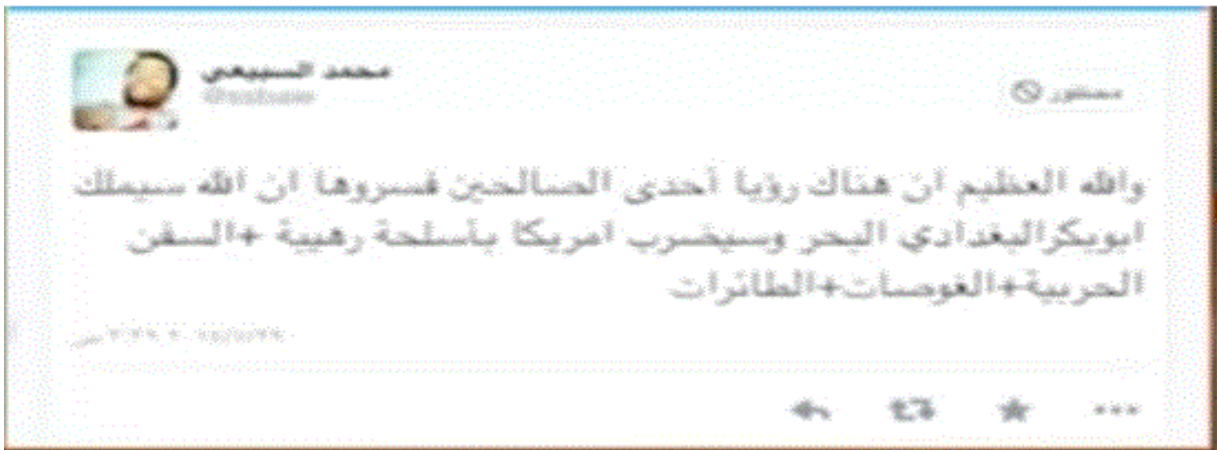 محمد السبيعي
محظور
والله العظيم ان هناك رؤيا أحدى الصالحين فسروها ان الله سيملك
ابوبكرالبغدادي البحر وسيضرب امريكا بأسلحة رهيبة +السفن
الحربية+الغوصات+الطائرات